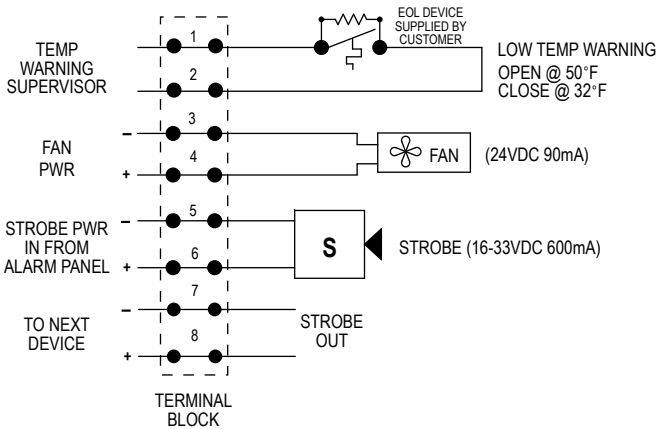 EOL DEVICE
SUPPLIED BY
CUSTOMER
TEMP
WARNING
SUPERVISOR
1
2
LOW TEMP WARNING
OPEN @ 50°F
CLOSE @ 32°F
FAN
PWR
–
+
3
4
FAN
(24VDC 90mA)
STROBE PWR
IN FROM
ALARM PANEL
–
+
5
6
S
STROBE (16-33VDC 600mA)
TO NEXT
DEVICE
–
+
7
8
STROBE
OUT
TERMINAL
BLOCK